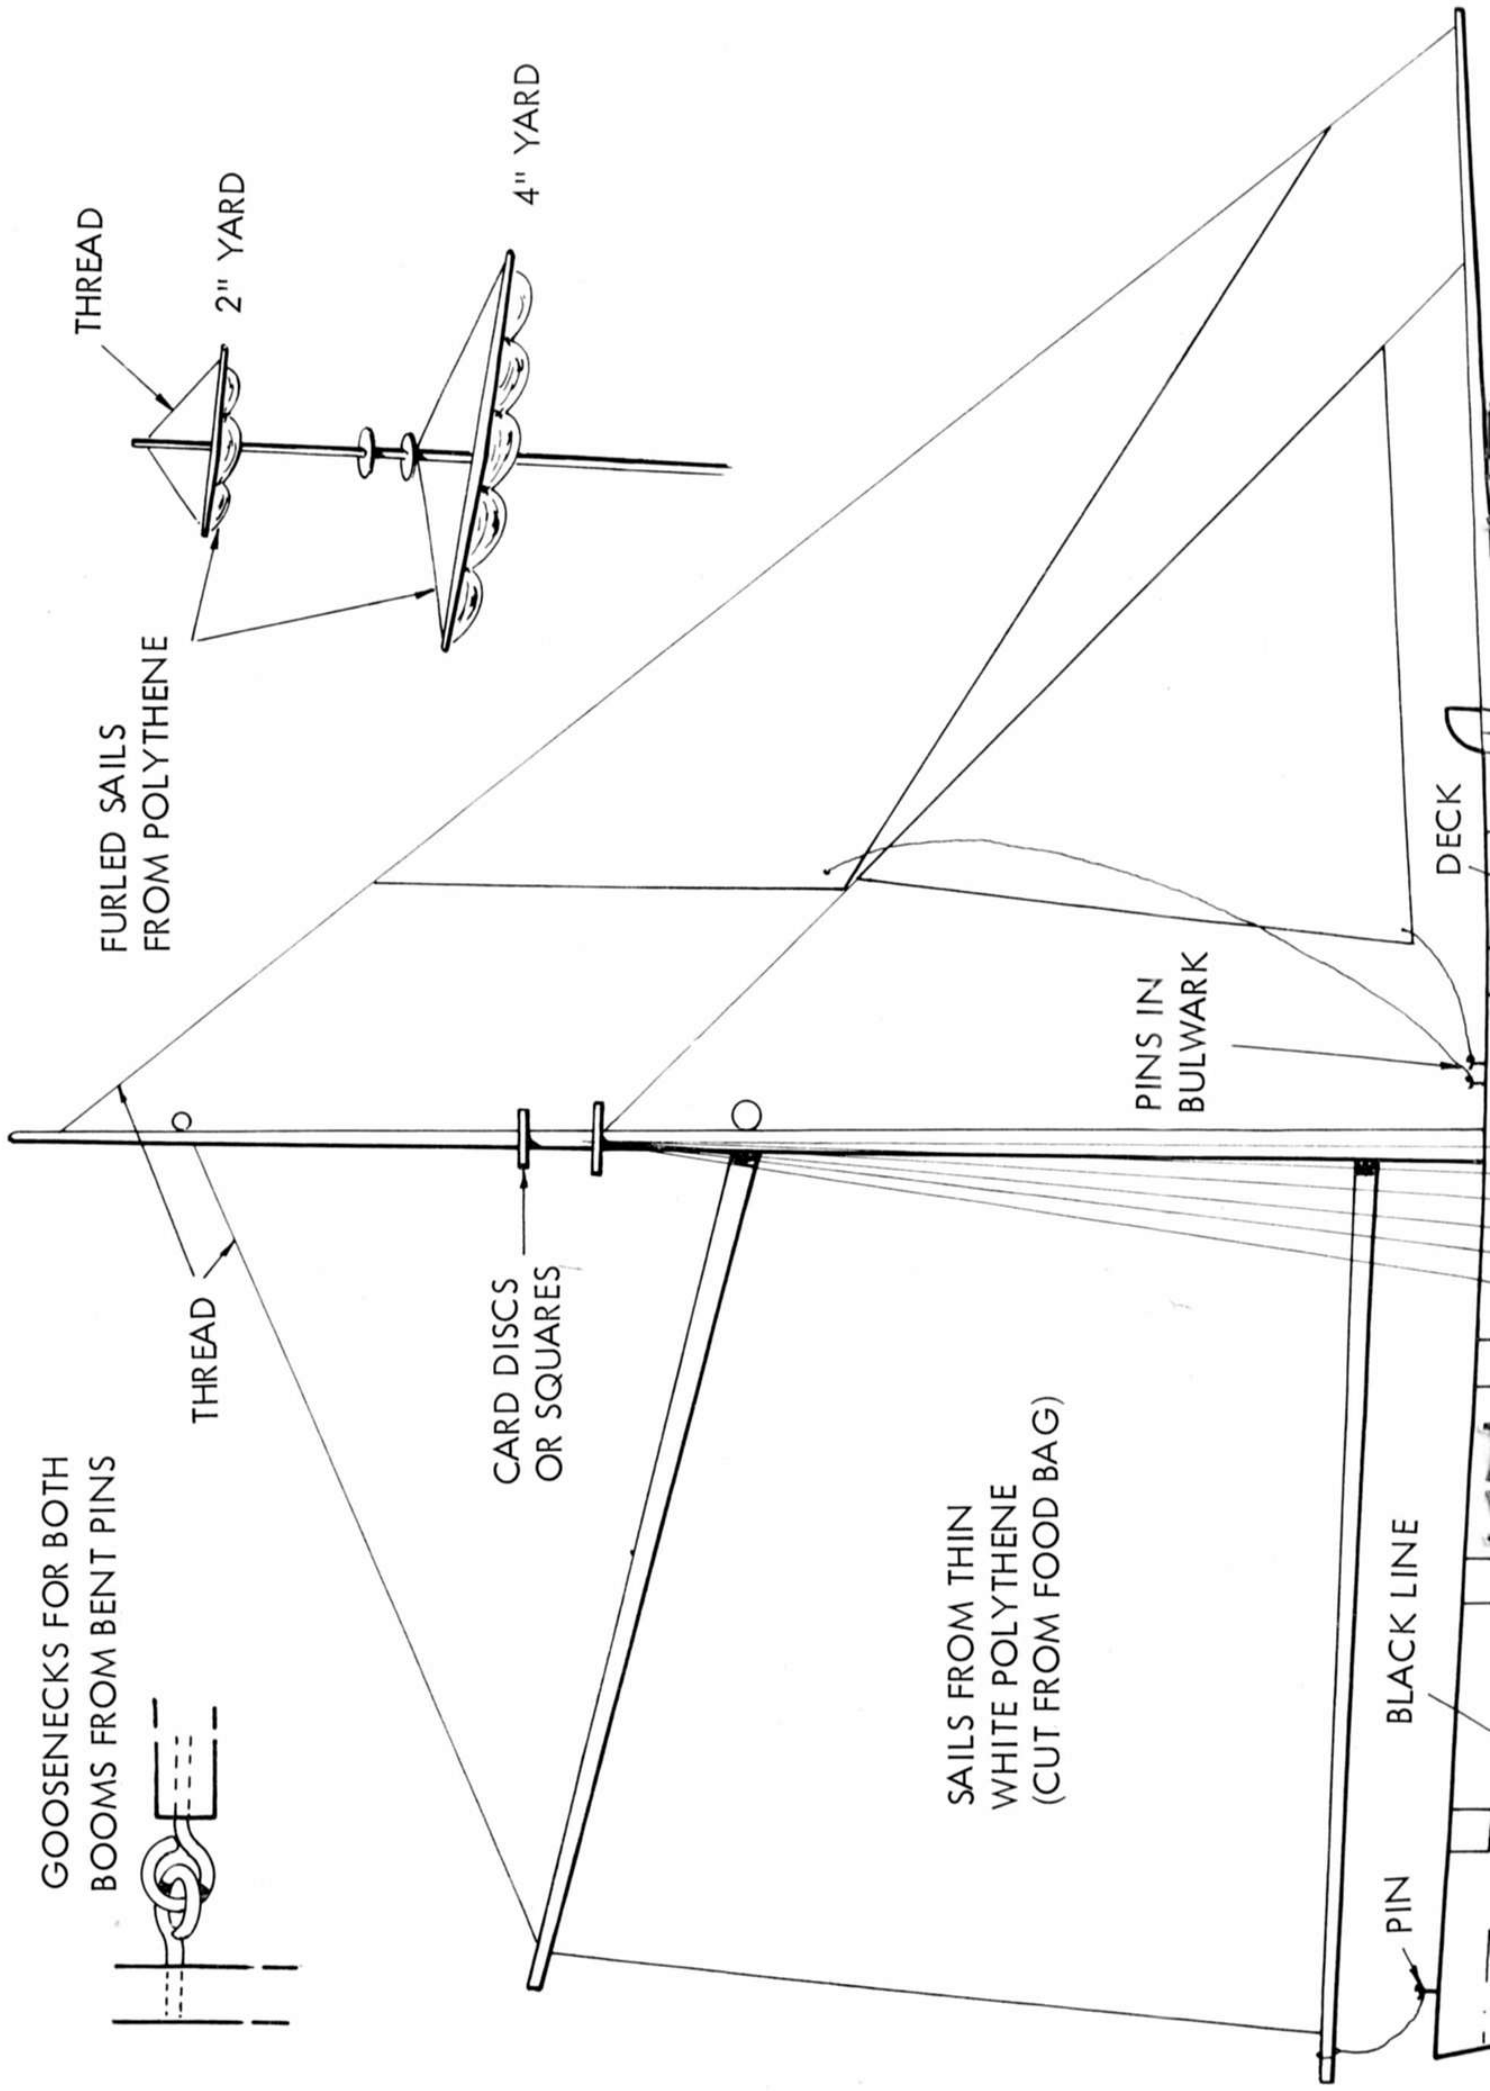 GOOSENECKS FOR BOTH
BOOMS FROM BENT PINS
THREAD
FURLED SAILS
FROM POLYTHENE
THREAD
2" YARD
4" YARD
CARD DISCS
OR SQUARES
SAILS FROM THIN
WHITE POLYTHENE
(CUT FROM FOOD BAG)
PINS IN
BULWARK
PIN
BLACK LINE
DECK